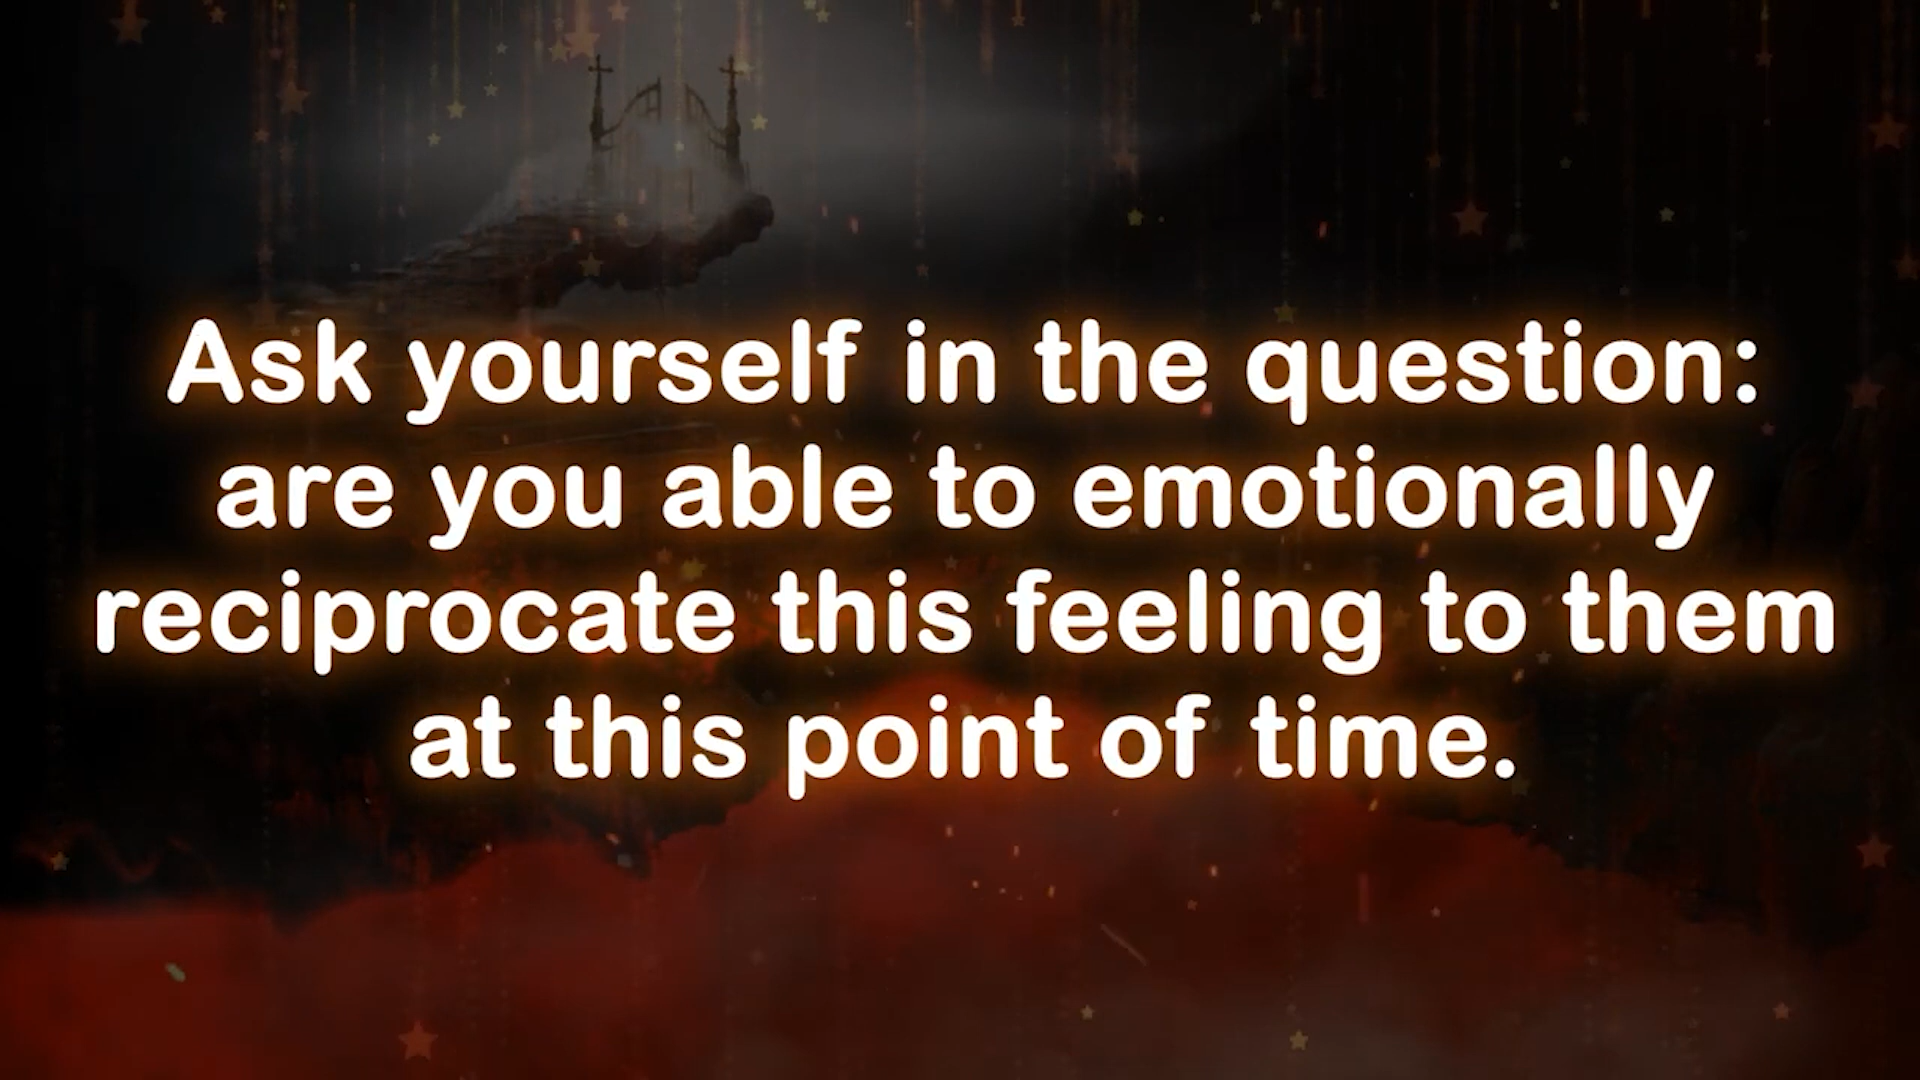 Ask yourself in the question:
are you able to emotionally
reciprocate this feeling to them
at this point of time.